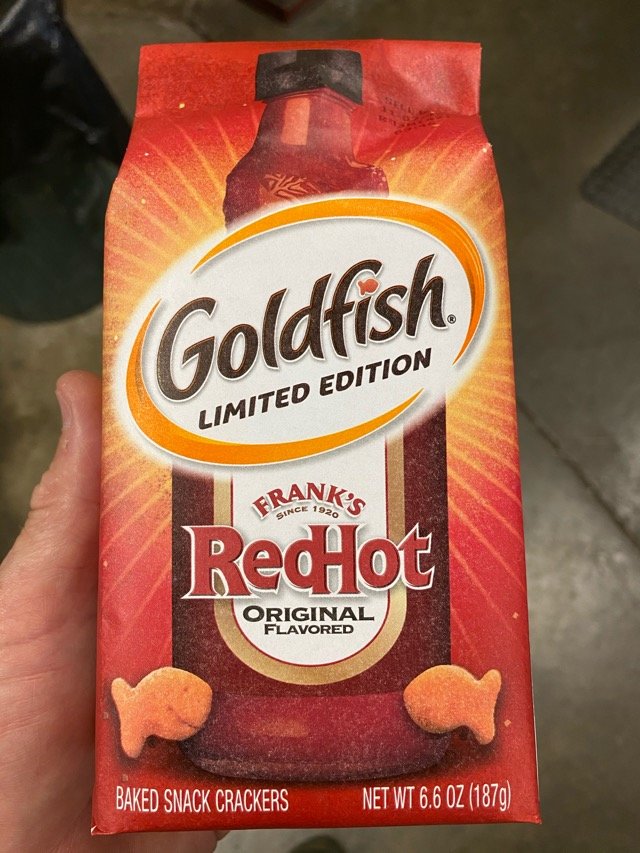 Goldfish®
LIMITED EDITION
FRANK'S
SINCE 1920
RedHot
ORIGINAL
FLAVORED
BAKED SNACK CRACKERS
NET WT 6.6 OZ (187g)